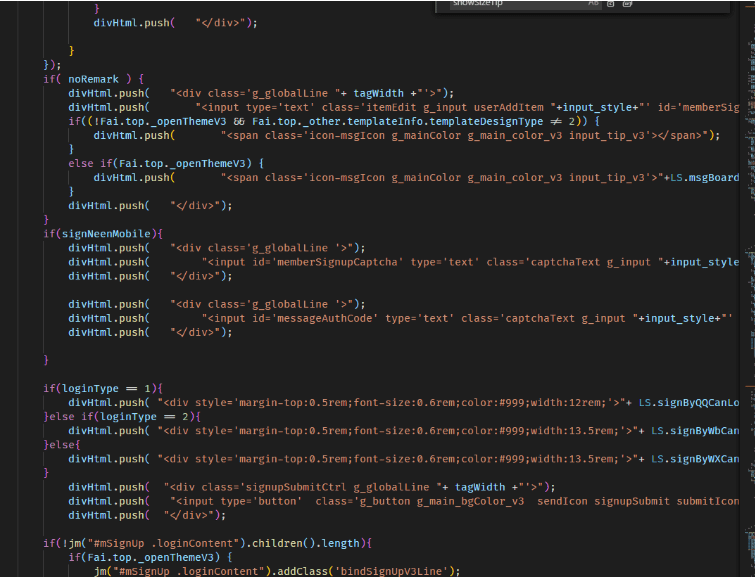 showSizeTip
}
divHtml.push(   "</div>");
}
});
if( noRemark ) {
divHtml.push(   "<div class='g_globalLine "+ tagWidth +"'>");
divHtml.push(       "<input type='text' class='itemEdit g_input userAddItem "+input_style+"' id='memberSig
if((!Fai.top._openThemeV3 && Fai.top._other.templateInfo.templateDesignType != 2)) {
divHtml.push(       "<span class='icon-msgIcon g_mainColor g_main_color_v3 input_tip_v3'></span>");
}
else if(Fai.top._openThemeV3) {
divHtml.push(       "<span class='icon-msgIcon g_mainColor g_main_color_v3 input_tip_v3'>"+LS.msgBoard
}
divHtml.push(   "</div>");
}
if(signNeenMobile){
divHtml.push(   "<div class='g_globalLine '>");
divHtml.push(       "<input id='memberSignupCaptcha' type='text' class='captchaText g_input "+input_style
divHtml.push(   "</div>");
divHtml.push(   "<div class='g_globalLine '>");
divHtml.push(       "<input id='messageAuthCode' type='text' class='captchaText g_input "+input_style+"'
divHtml.push(   "</div>");
}
if(loginType == 1){
divHtml.push( "<div style='margin-top:0.5rem;font-size:0.6rem;color:#999;width:12rem;'>"+ LS.signByQQCanLo
}else if(loginType == 2){
divHtml.push( "<div style='margin-top:0.5rem;font-size:0.6rem;color:#999;width:13.5rem;'>"+ LS.signByWbCan
}else{
divHtml.push( "<div style='margin-top:0.5rem;font-size:0.6rem;color:#999;width:13.5rem;'>"+ LS.signByWXCan
}
divHtml.push(  "<div class='signupSubmitCtrl g_globalLine "+ tagWidth +"'>");
divHtml.push(   "<input type='button'  class='g_button g_main_bgColor_v3  sendIcon signupSubmit submitIcon
divHtml.push(  "</div>");
if(!jm("#mSignUp .loginContent").children().length){
if(Fai.top._openThemeV3) {
jm("#mSignUp .loginContent").addClass('bindSignUpV3Line');